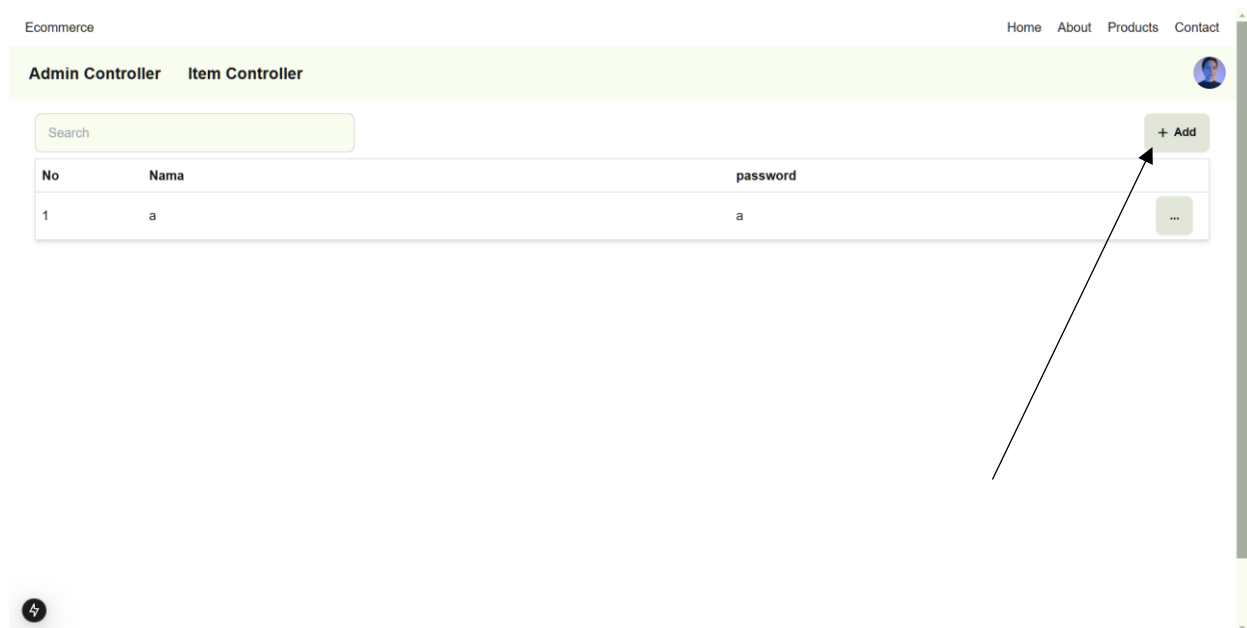 Ecommerce Home About Products Contact
Admin Controller Item Controller
Search + Add
No Nama password
1 a a ...